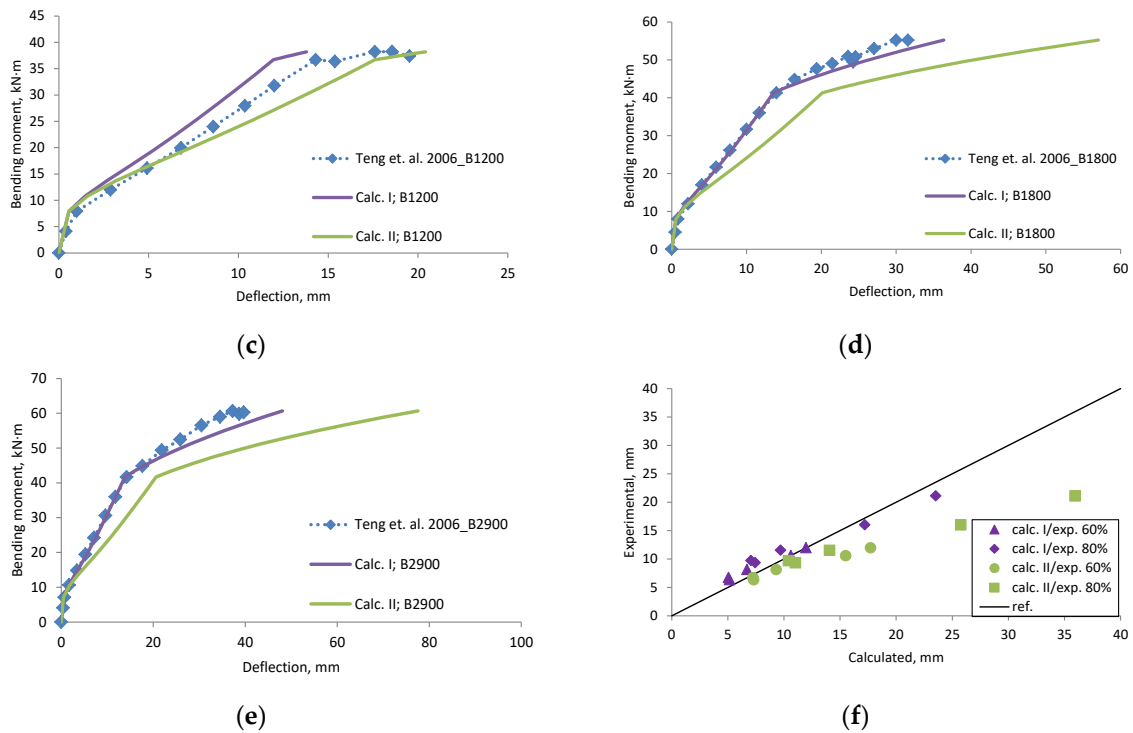 45
40
35
30
25
20
15
10
5
0
Bending moment, kN·m
Teng et. al. 2006_B1200
Calc. I; B1200
Calc. II; B1200
0 5 10 15 20 25
Deflection, mm
(c)
60
50
40
30
20
10
0
Bending moment, kN·m
Teng et. al. 2006_B1800
Calc. I; B1800
Calc. II; B1800
0 10 20 30 40 50 60
Deflection, mm
(d)
70
60
50
40
30
20
10
0
Bending moment, kN·m
Teng et. al. 2006_B2900
Calc. I; B2900
Calc. II; B2900
0 20 40 60 80 100
Deflection, mm
(e)
40
35
30
25
20
15
10
5
0
Experimental, mm
calc. I/exp. 60%
calc. I/exp. 80%
calc. II/exp. 60%
calc. II/exp. 80%
ref.
0 5 10 15 20 25 30 35 40
Calculated, mm
(f)